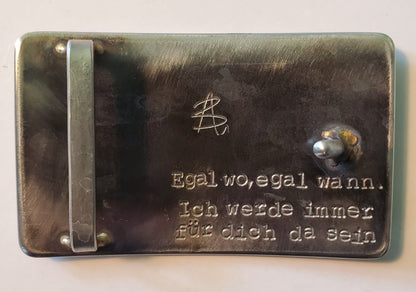 Egal wo, egal wann.
Ich werde immer
für dich da sein